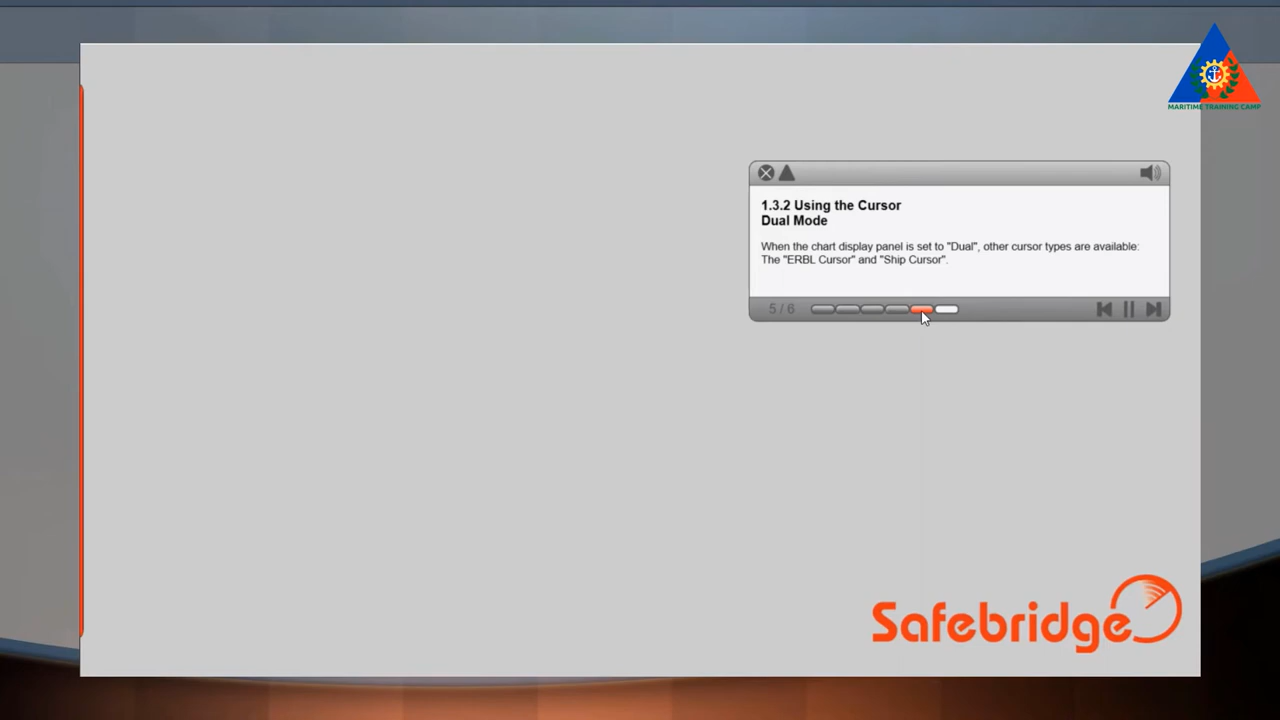 MARITIME TRAINING CAMP
1.3.2 Using the Cursor
Dual Mode
When the chart display panel is set to "Dual", other cursor types are available:
The "ERBL Cursor" and "Ship Cursor".
5 / 6
Safebridge